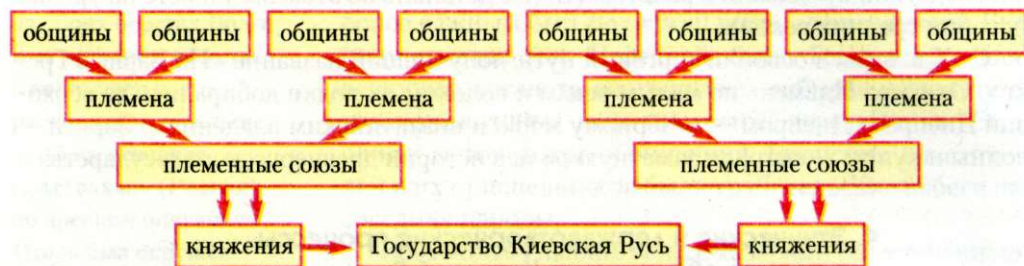 общины общины общины общины общины общины общины общины
племена племена племена племена
племенные союзы племенные союзы
княжения Государство Киевская Русь княжения